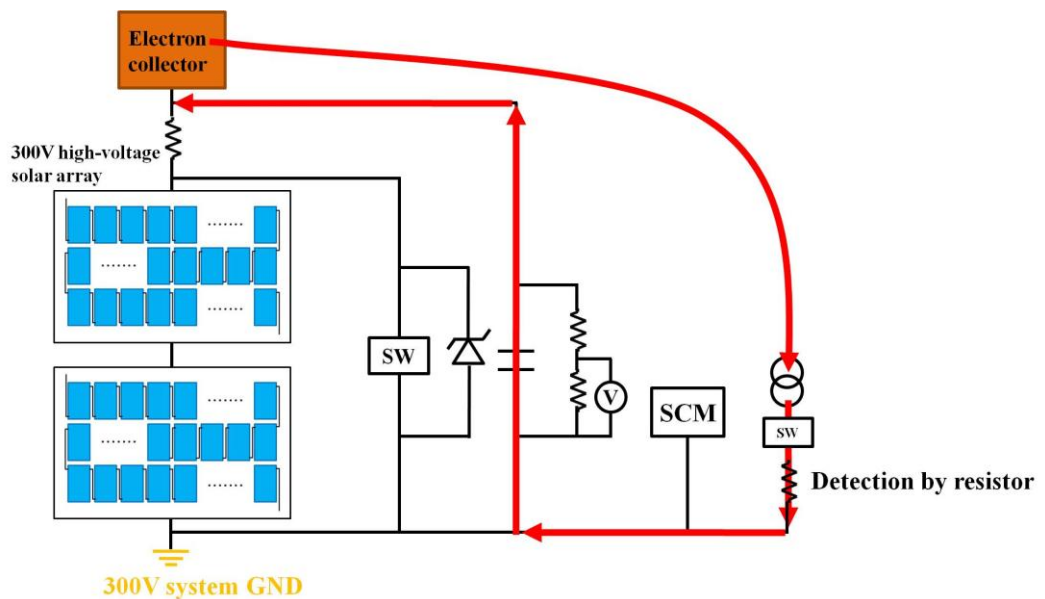 Electron
collector
300V high-voltage
solar array
SW
V
SCM
SW
Detection by resistor
300V system GND